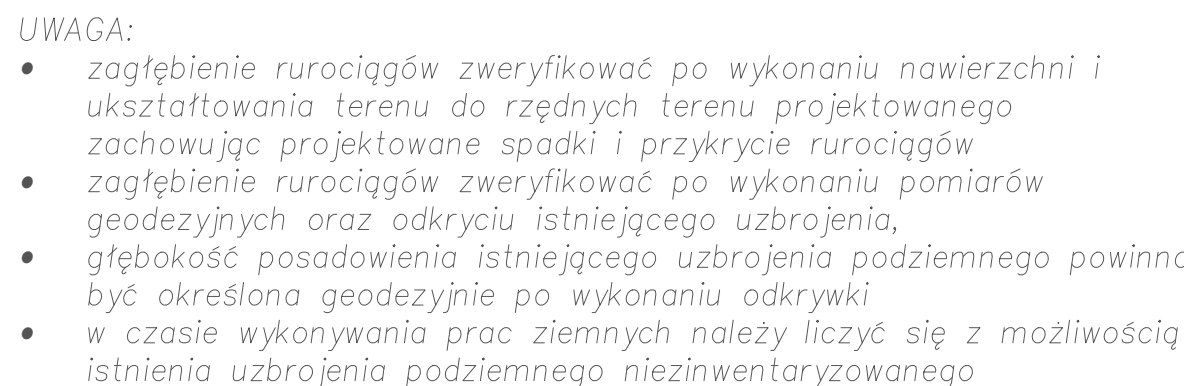 UWAGA:
• zagłębienie rurociągów zweryfikować po wykonaniu nawierzchni i
ukształtowania terenu do rzędnych terenu projektowanego
zachowując projektowane spadki i przykrycie rurociągów
• zagłębienie rurociągów zweryfikować po wykonaniu pomiarów
geodezyjnych oraz odkryciu istniejącego uzbrojenia,
• głębokość posadowienia istniejącego uzbrojenia podziemnego powinna
być określona geodezyjnie po wykonaniu odkrywki
• w czasie wykonywania prac ziemnych należy liczyć się z możliwością
istnienia uzbrojenia podziemnego niezinwentaryzowanego